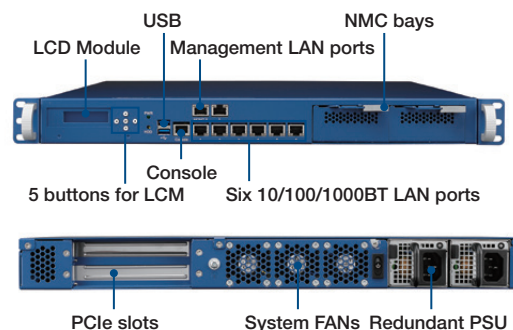 USB
NMC bays
LCD Module
Management LAN ports
Console
5 buttons for LCM
Six 10/100/1000BT LAN ports
PCIe slots
System FANs
Redundant PSU